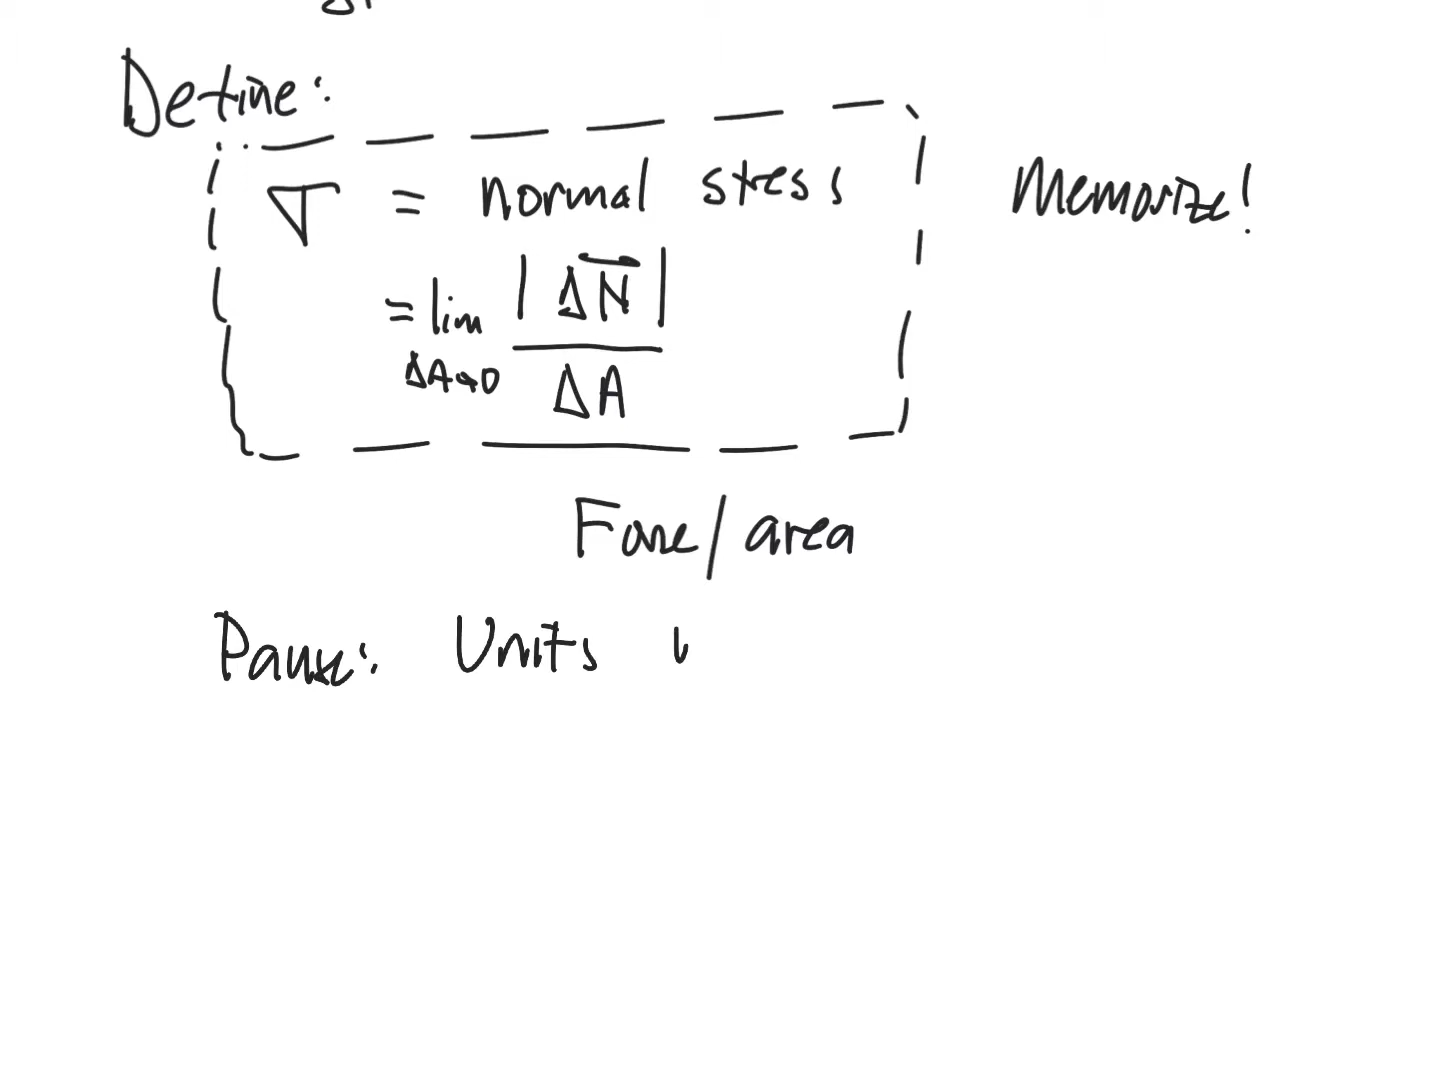 Define:
σ = normal stress
Memorize!
= lim |ΔN⃗|
ΔA→0 ΔA
Force/area
Pause: Units